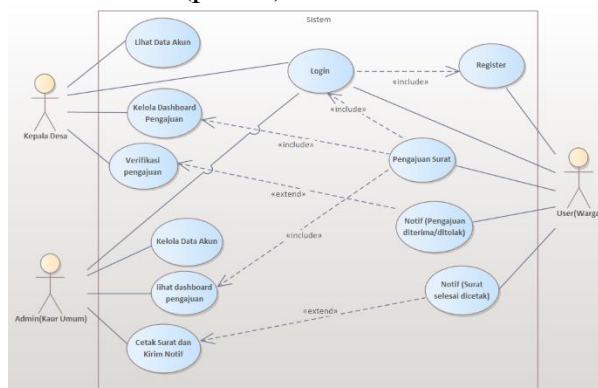 Sistem
Lihat Data Akun
Login
Register
«include»
Kelola Dashboard
Pengajuan
«include»
Kepala Desa
Verifikasi
pengajuan
«include»
Pengajuan Surat
«extend»
Notif (Pengajuan
diterima/ditolak)
User(Warga
Kelola Data Akun
«include»
lihat dashboard
pengajuan
Notif (Surat
selesai dicetak)
Admin(Kaur Umum)
«extend»
Cetak Surat dan
Kirim Notif